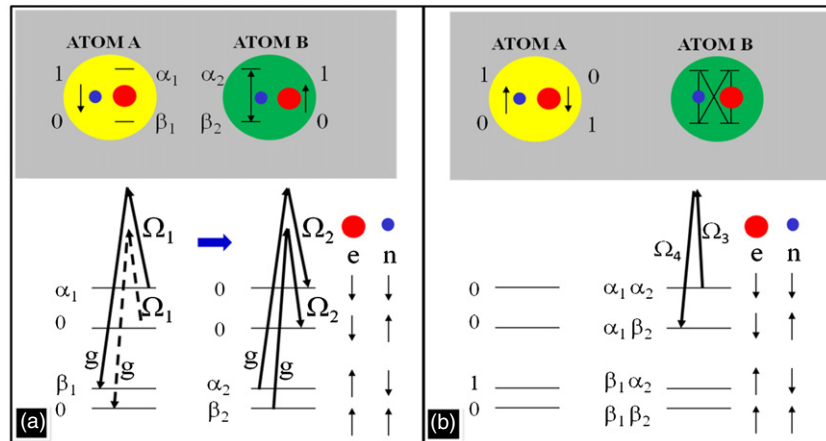 ATOM A
ATOM B
1
α₁
α₂
1
0
β₁
β₂
0
Ω₁
Ω₂
e
n
α₁
0
Ω₁
Ω₂
0
0
g
g
g
g
β₁
α₂
0
β₂
(a)
ATOM A
ATOM B
1
0
0
1
Ω₄
Ω₃
e
n
0
α₁α₂
0
α₁β₂
1
β₁α₂
0
β₁β₂
(b)